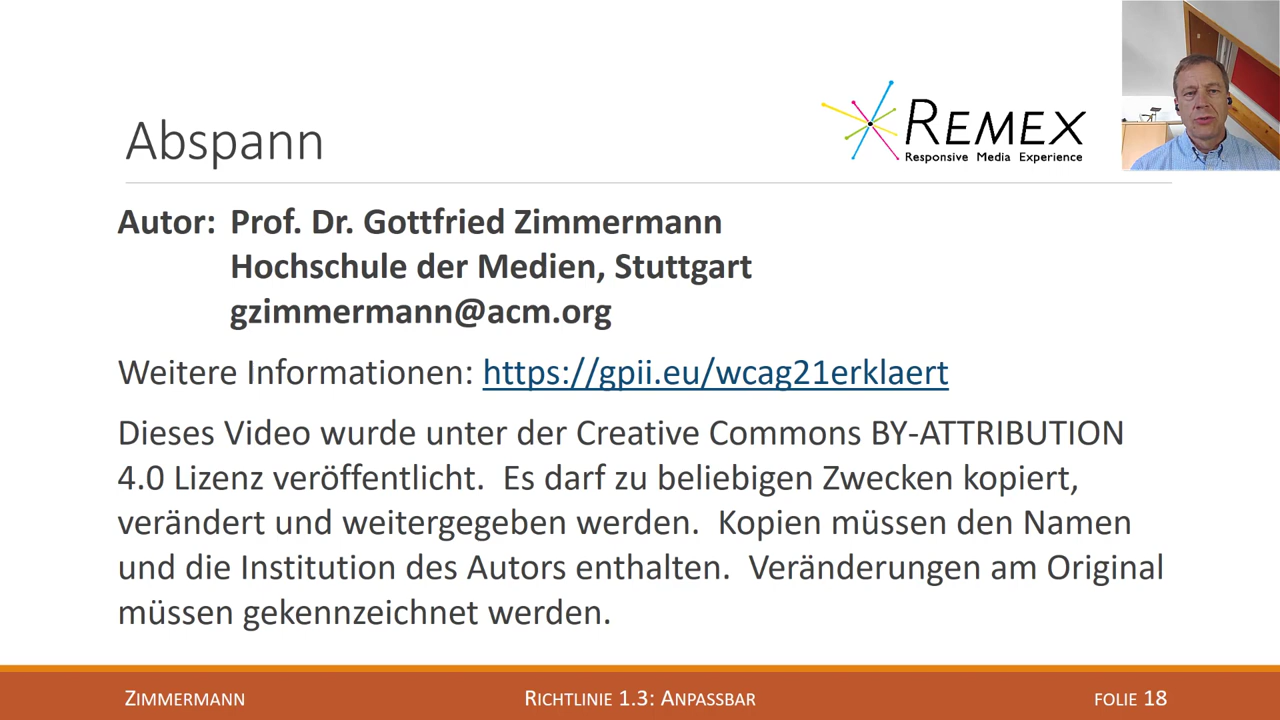 Abspann
REMEX
Responsive Media Experience
Autor: Prof. Dr. Gottfried Zimmermann
Hochschule der Medien, Stuttgart
gzimmermann@acm.org
Weitere Informationen: https://gpii.eu/wcag21erklaert
Dieses Video wurde unter der Creative Commons BY-ATTRIBUTION
4.0 Lizenz veröffentlicht. Es darf zu beliebigen Zwecken kopiert,
verändert und weitergegeben werden. Kopien müssen den Namen
und die Institution des Autors enthalten. Veränderungen am Original
müssen gekennzeichnet werden.
ZIMMERMANN
RICHTLINIE 1.3: ANPASSBAR
FOLIE 18